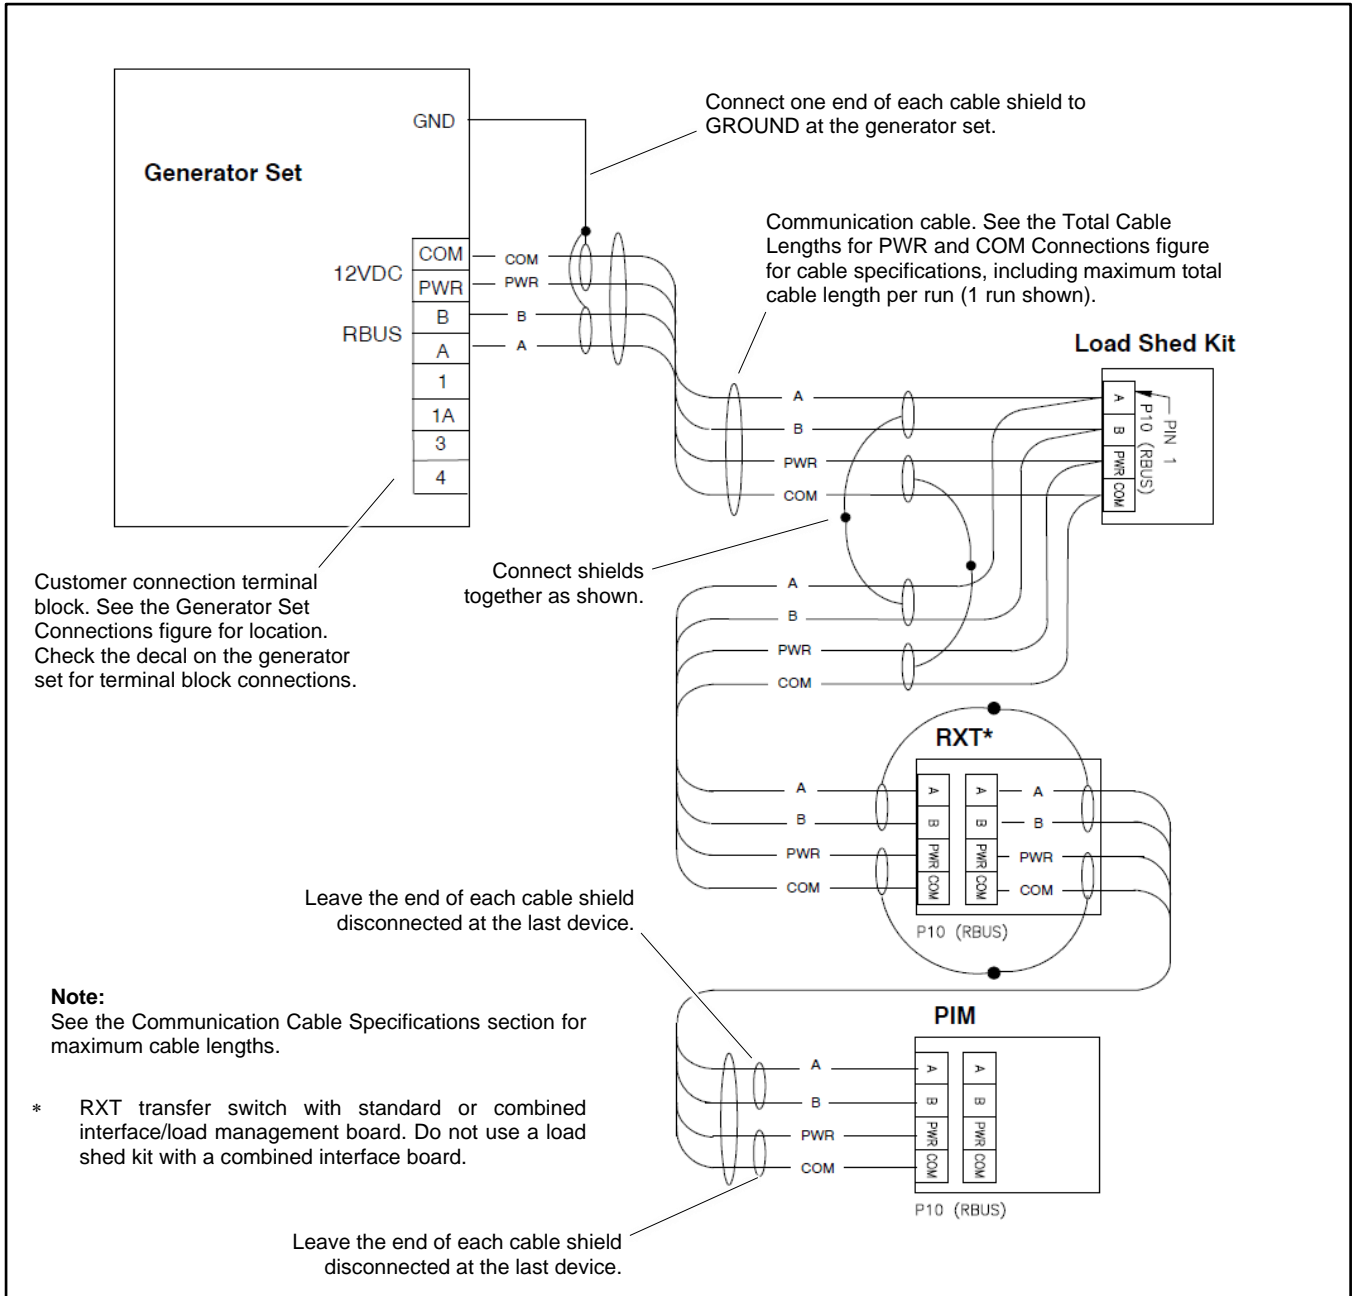 GND
Generator Set
Connect one end of each cable shield to
GROUND at the generator set.
Communication cable. See the Total Cable
Lengths for PWR and COM Connections figure
for cable specifications, including maximum total
cable length per run (1 run shown).
12VDC
RBUS
COM
PWR
B
A
1
1A
3
4
COM
PWR
B
A
Load Shed Kit
A
B
PWR
COM
A
B
PWR
COM
P10 (RBUS)
PIN 1
Customer connection terminal
block. See the Generator Set
Connections figure for location.
Check the decal on the generator
set for terminal block connections.
Connect shields
together as shown.
A
B
PWR
COM
RXT*
A
B
PWR
COM
A
B
PWR
COM
A
B
PWR
COM
A
B
PWR
COM
P10 (RBUS)
Leave the end of each cable shield
disconnected at the last device.
Note:
See the Communication Cable Specifications section for
maximum cable lengths.
* RXT transfer switch with standard or combined
interface/load management board. Do not use a load
shed kit with a combined interface board.
PIM
A
B
PWR
COM
A
B
PWR
COM
A
B
PWR
COM
P10 (RBUS)
Leave the end of each cable shield
disconnected at the last device.